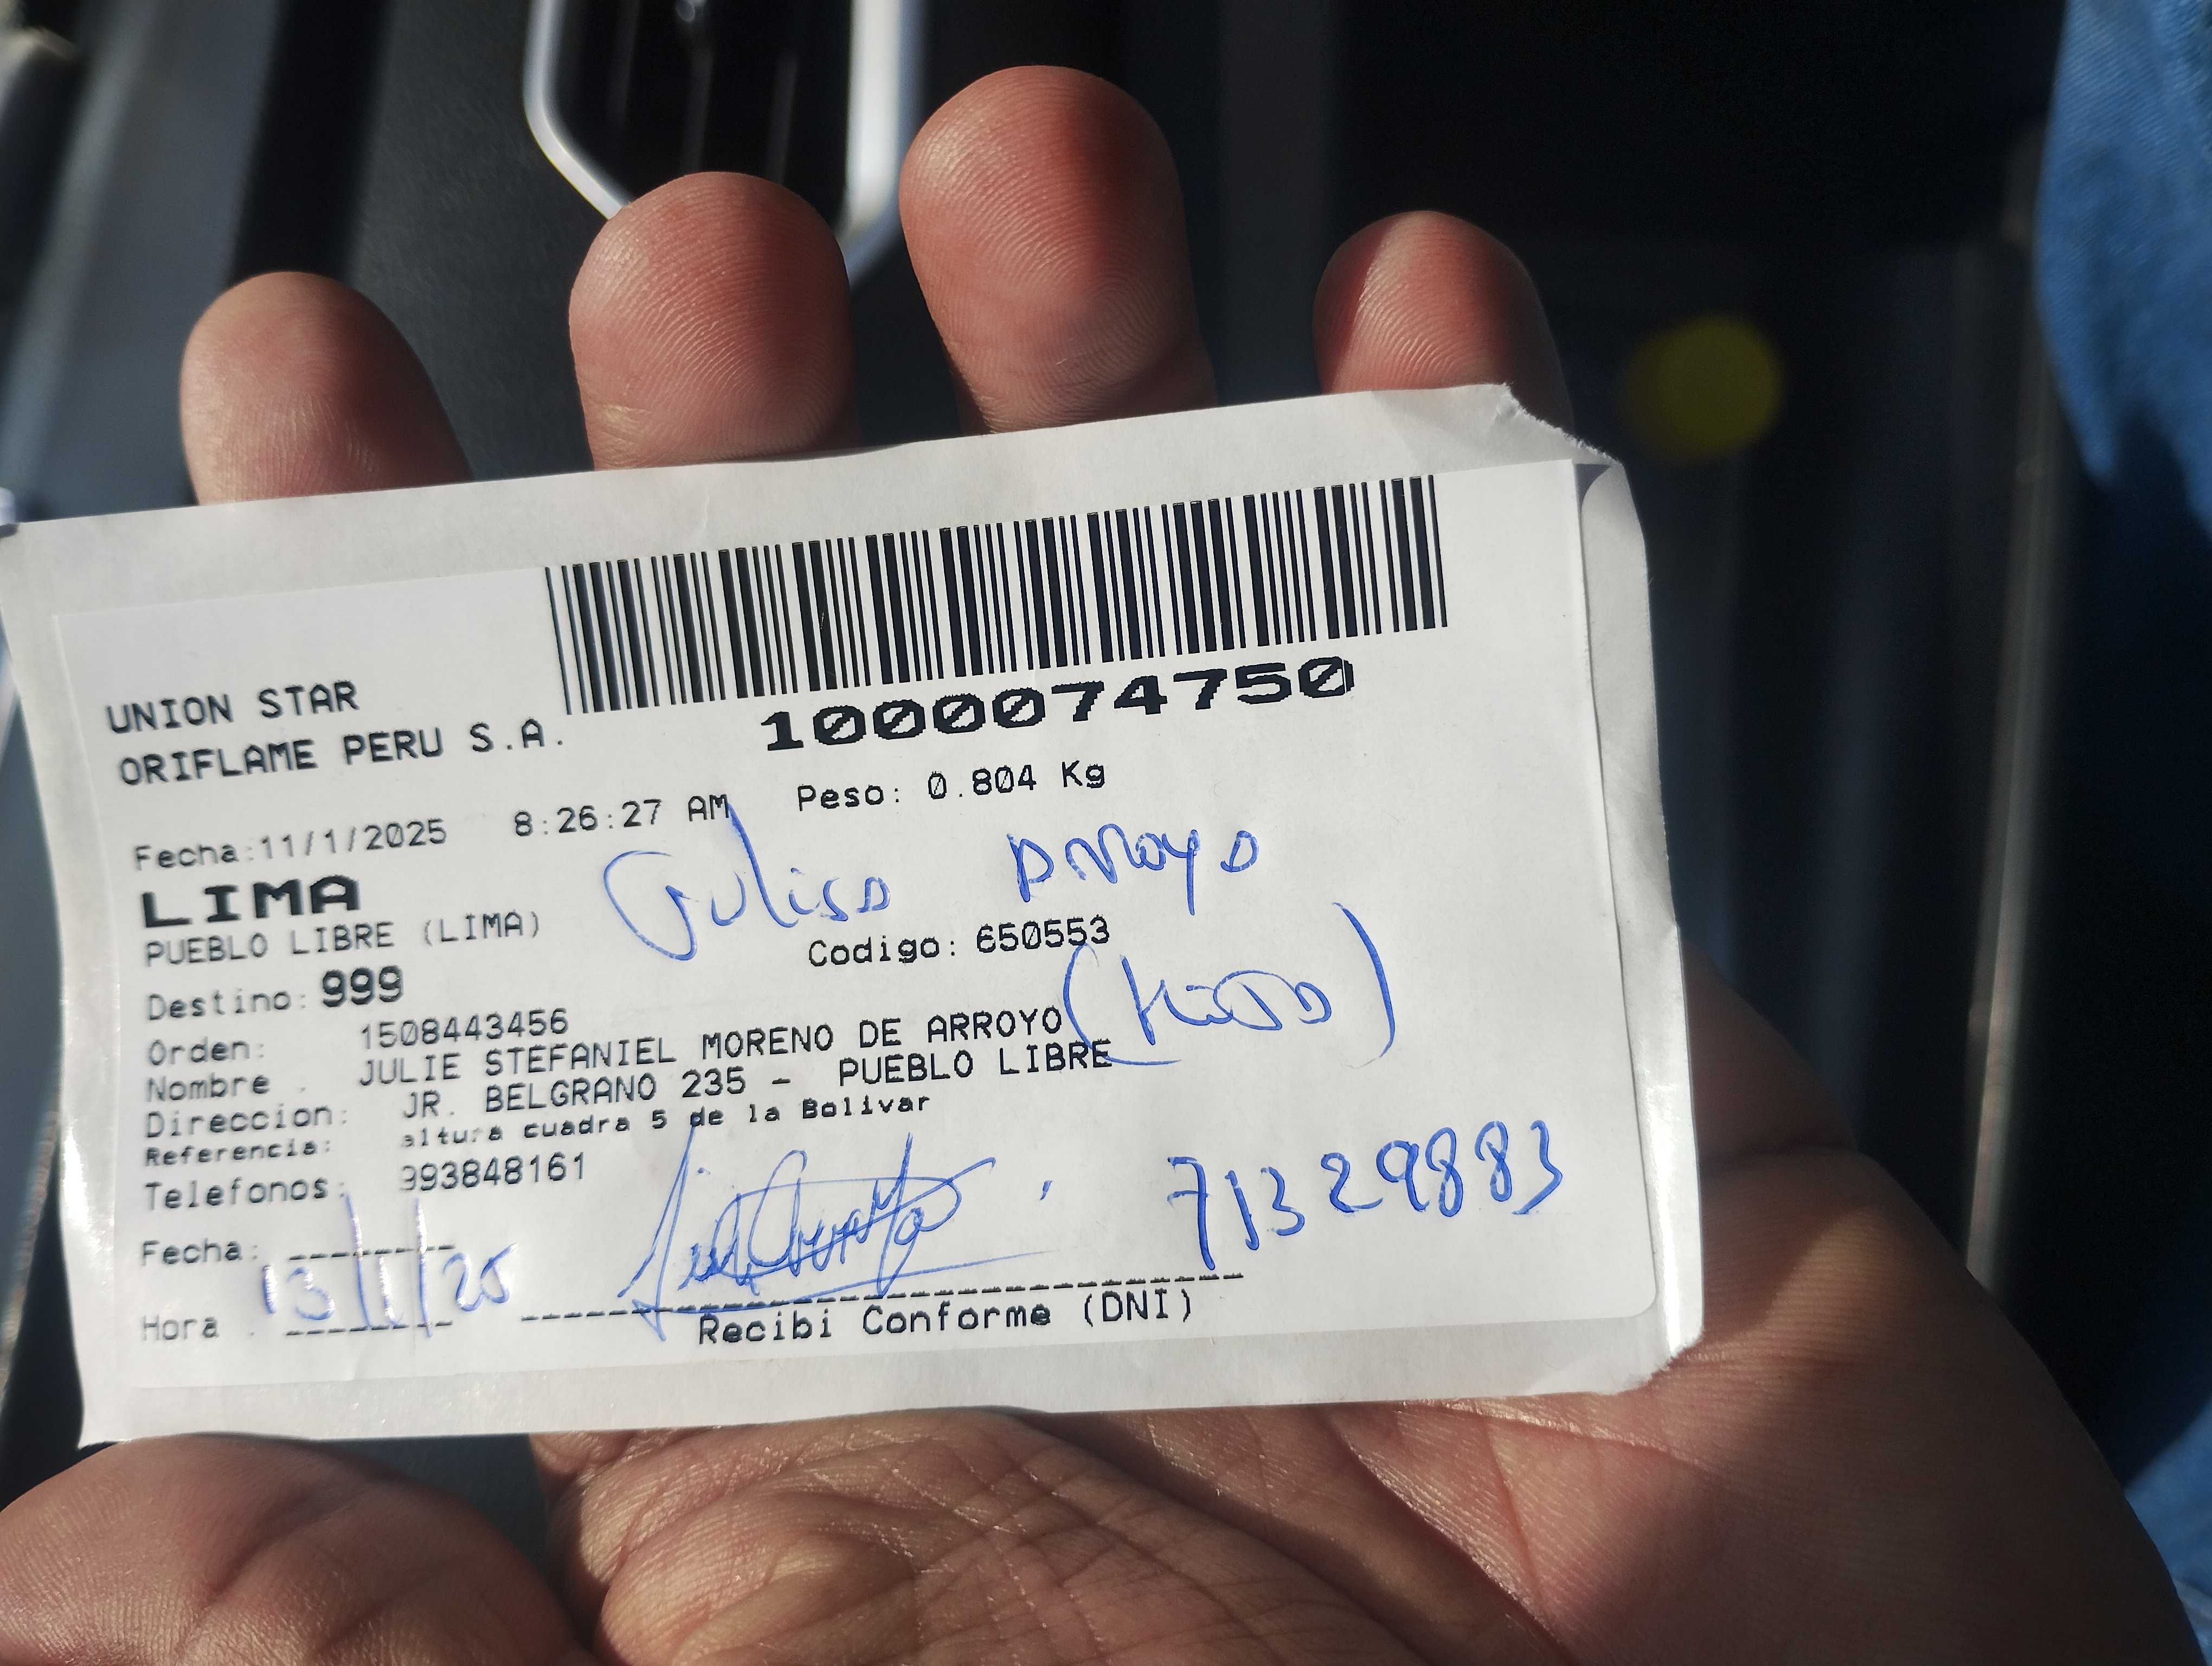 1000074750
UNION STAR
ORIFLAME PERU S.A.
Fecha:11/1/2025 8:26:27 AM Peso: 0.804 Kg
LIMA
Julisa Arroyo
PUEBLO LIBRE (LIMA)
Codigo: 650553
Destino: 999
Orden: 1508443456
Nombre . JULIE STEFANIEL MORENO DE ARROYO
Direccion: JR. BELGRANO 235 - PUEBLO LIBRE
Referencia: altura cuadra 5 de la Bolivar
Telefonos: 993848161
71329883
Fecha: --------
13/1/25
Hora . --------
Recibi Conforme (DNI)